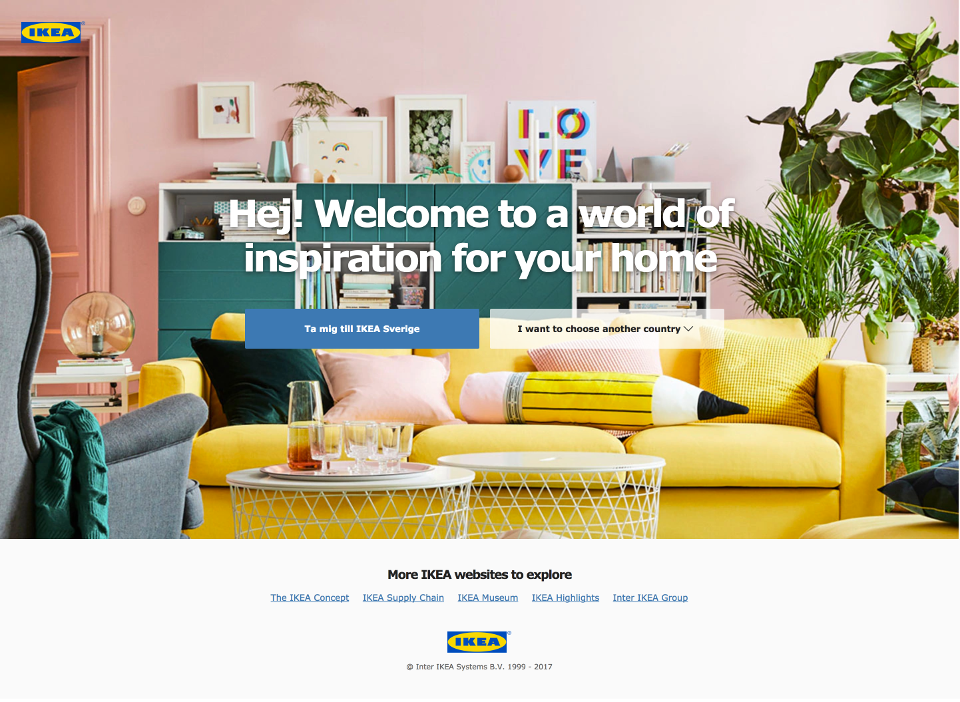 IKEA
LO
VE
Hej! Welcome to a world of
inspiration for your home
Ta mig till IKEA Sverige
I want to choose another country
More IKEA websites to explore
The IKEA Concept IKEA Supply Chain IKEA Museum IKEA Highlights Inter IKEA Group
IKEA
© Inter IKEA Systems B.V. 1999 - 2017